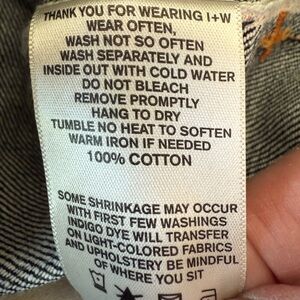 THANK YOU FOR WEARING I+W
WEAR OFTEN,
WASH NOT SO OFTEN
WASH SEPARATELY AND
INSIDE OUT WITH COLD WATER
DO NOT BLEACH
REMOVE PROMPTLY
HANG TO DRY
TUMBLE NO HEAT TO SOFTEN
WARM IRON IF NEEDED
100% COTTON
SOME SHRINKAGE MAY OCCUR
WITH FIRST FEW WASHINGS
INDIGO DYE WILL TRANSFER
ON LIGHT-COLORED FABRICS
AND UPHOLSTERY BE MINDFUL
OF WHERE YOU SIT